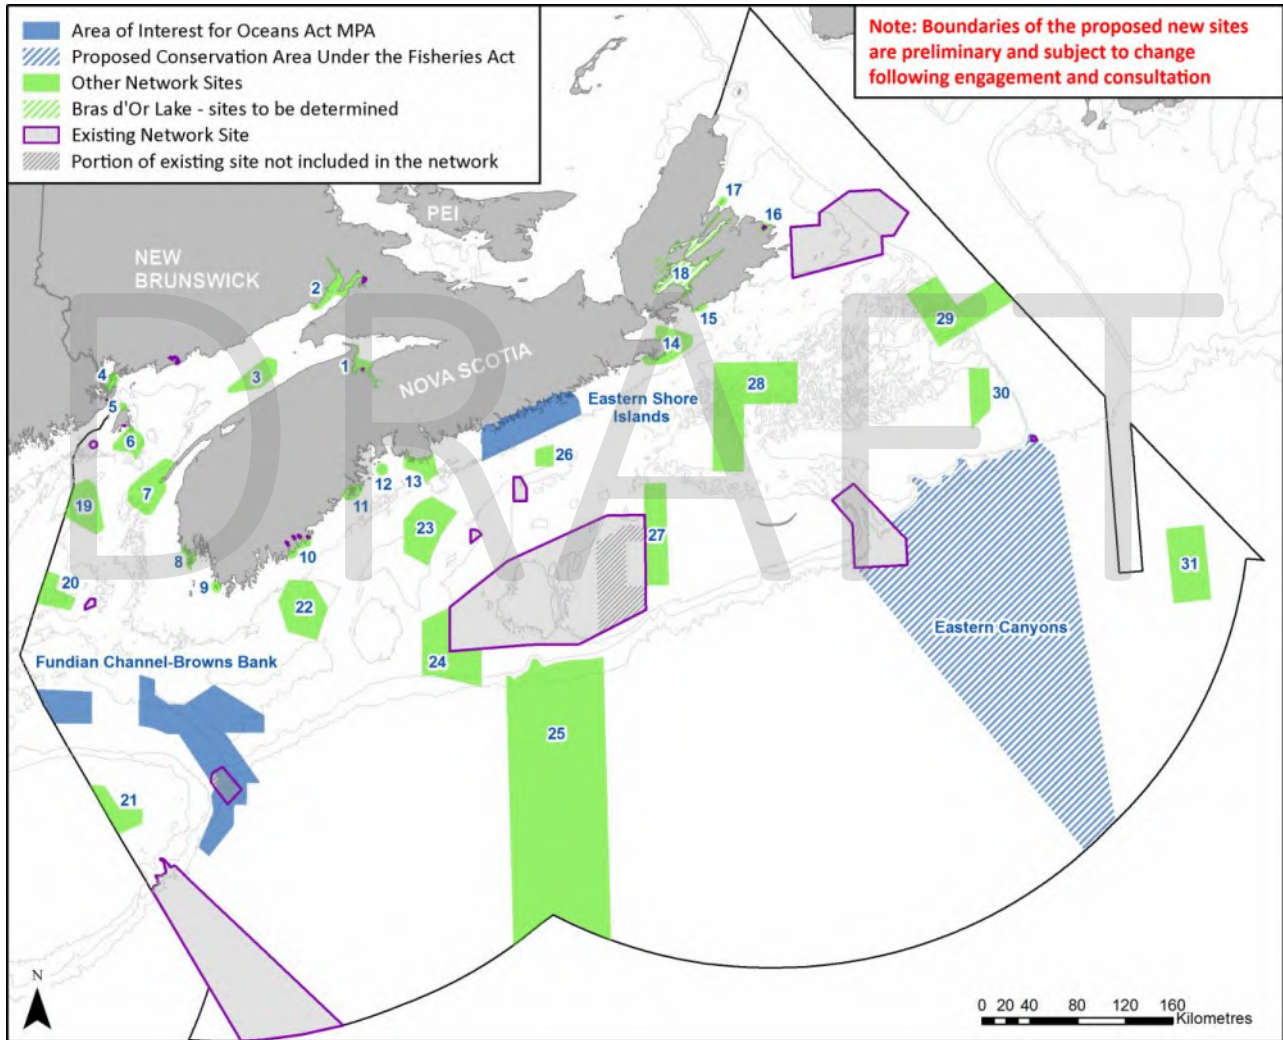 Area of Interest for Oceans Act MPA
Proposed Conservation Area Under the Fisheries Act
Other Network Sites
Bras d'Or Lake - sites to be determined
Existing Network Site
Portion of existing site not included in the network
Note: Boundaries of the proposed new sites
are preliminary and subject to change
following engagement and consultation
PEI
17
16
NEW
BRUNSWICK
18
2
29
15
14
1
3
NOVA SCOTIA
4
28
30
5
Eastern Shore
Islands
6
26
12
13
7
11
19
23
27
10
8
31
20
9
22
Eastern Canyons
Fundian Channel-Browns Bank
24
25
21
DRAFT
N
0 20 40 80 120 160
Kilometres